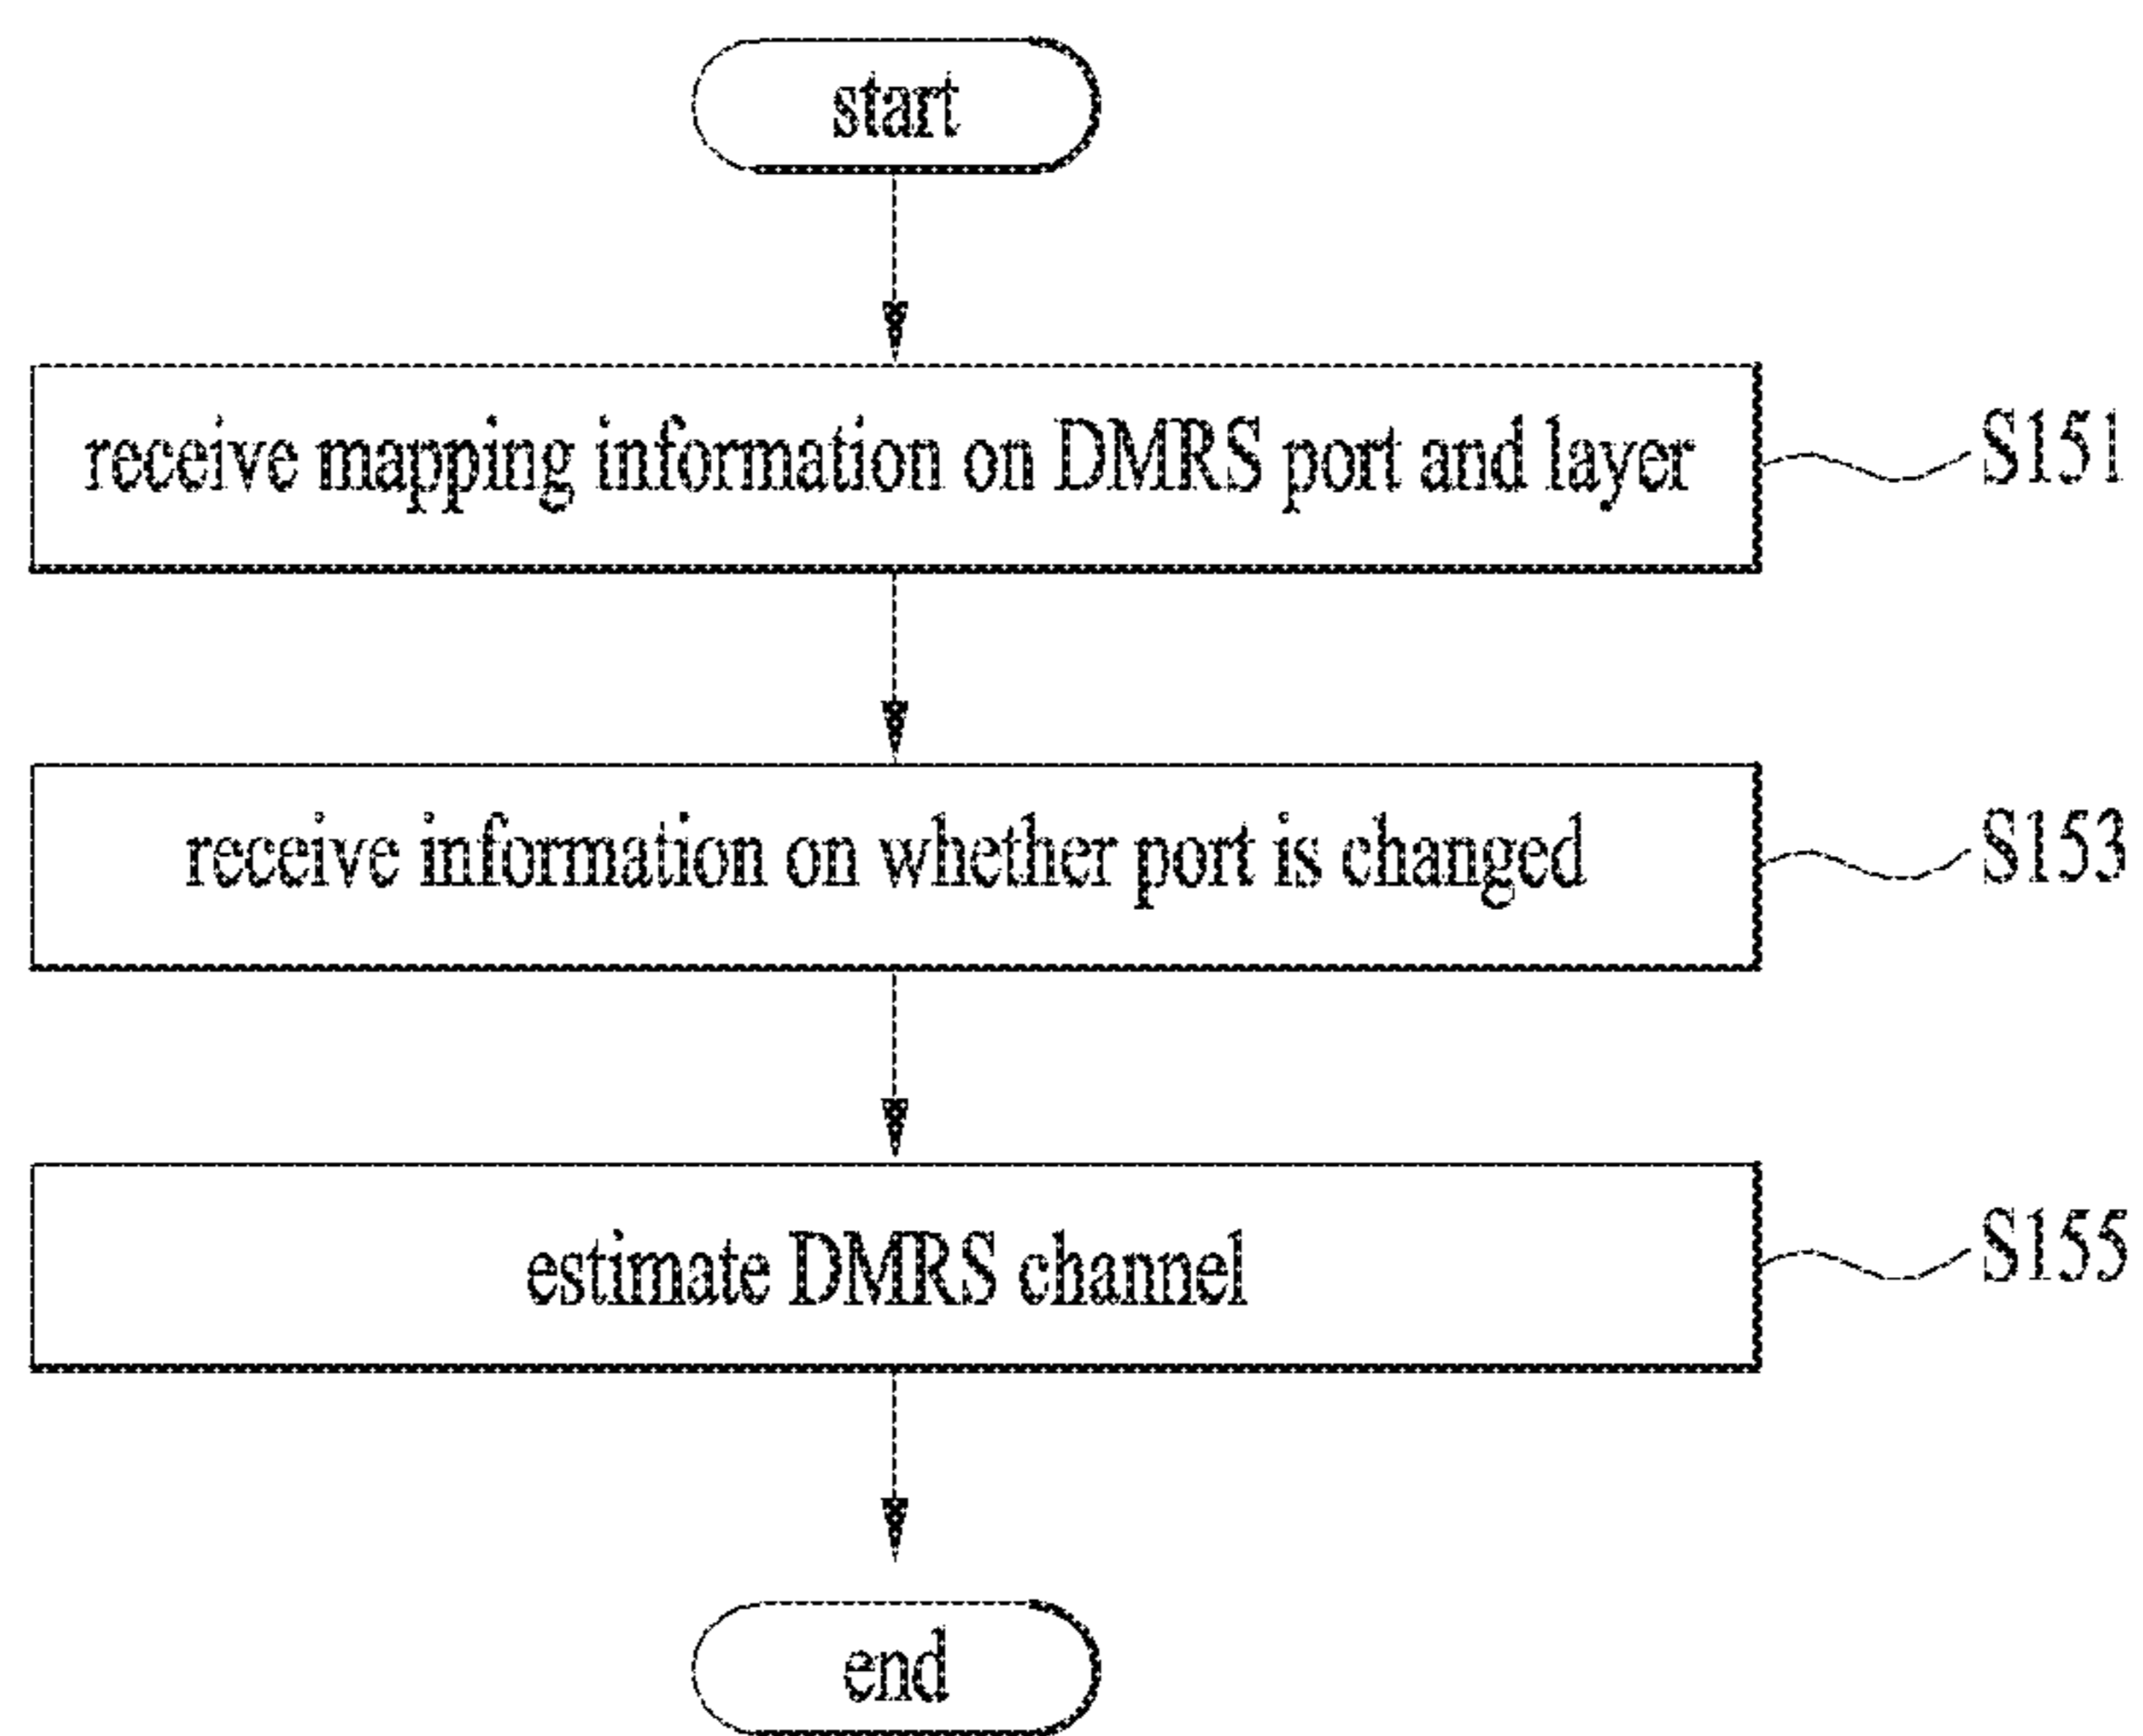 start
receive mapping information on DMRS port and layer
S151
receive information on whether port is changed
S153
estimate DMRS channel
S155
end